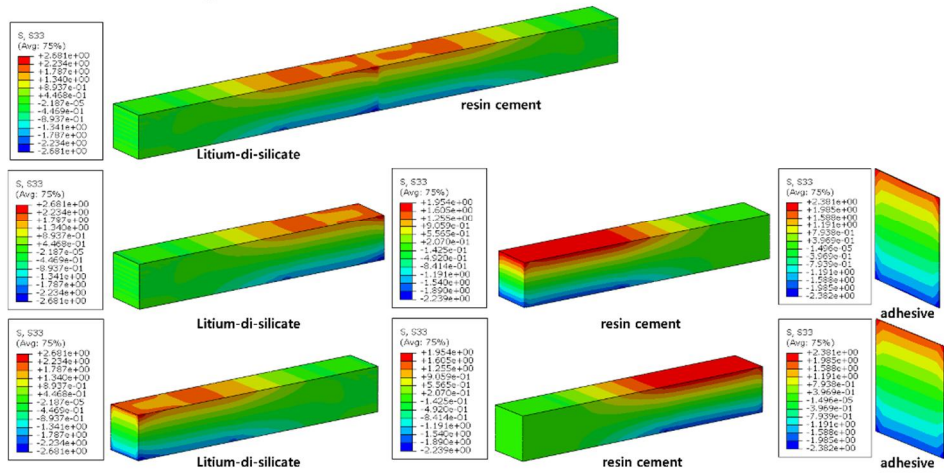 S, S33
(Avg: 75%)
+2.681e+00
+2.234e+00
+1.787e+00
+1.340e+00
+8.937e-01
+4.468e-01
-2.187e-05
-4.469e-01
-8.937e-01
-1.341e+00
-1.787e+00
-2.234e+00
-2.681e+00
resin cement
Litium-di-silicate
S, S33
(Avg: 75%)
+2.681e+00
+2.234e+00
+1.787e+00
+1.340e+00
+8.937e-01
+4.468e-01
-2.187e-05
-4.469e-01
-8.937e-01
-1.341e+00
-1.787e+00
-2.234e+00
-2.681e+00
Litium-di-silicate
S, S33
(Avg: 75%)
+1.954e+00
+1.605e+00
+1.255e+00
+9.059e-01
+5.565e-01
+2.070e-01
-1.425e-01
-4.920e-01
-8.414e-01
-1.191e+00
-1.540e+00
-1.890e+00
-2.239e+00
resin cement
S, S33
(Avg: 75%)
+2.381e+00
+1.985e+00
+1.588e+00
+1.191e+00
+7.938e-01
+3.969e-01
-1.496e-05
-3.969e-01
-7.939e-01
-1.191e+00
-1.588e+00
-1.985e+00
-2.382e+00
adhesive
S, S33
(Avg: 75%)
+2.681e+00
+2.234e+00
+1.787e+00
+1.340e+00
+8.937e-01
+4.468e-01
-2.187e-05
-4.469e-01
-8.937e-01
-1.341e+00
-1.787e+00
-2.234e+00
-2.681e+00
Litium-di-silicate
S, S33
(Avg: 75%)
+1.954e+00
+1.605e+00
+1.255e+00
+9.059e-01
+5.565e-01
+2.070e-01
-1.425e-01
-4.920e-01
-8.414e-01
-1.191e+00
-1.540e+00
-1.890e+00
-2.239e+00
resin cement
S, S33
(Avg: 75%)
+2.381e+00
+1.985e+00
+1.588e+00
+1.191e+00
+7.938e-01
+3.969e-01
-1.496e-05
-3.969e-01
-7.939e-01
-1.191e+00
-1.588e+00
-1.985e+00
-2.382e+00
adhesive